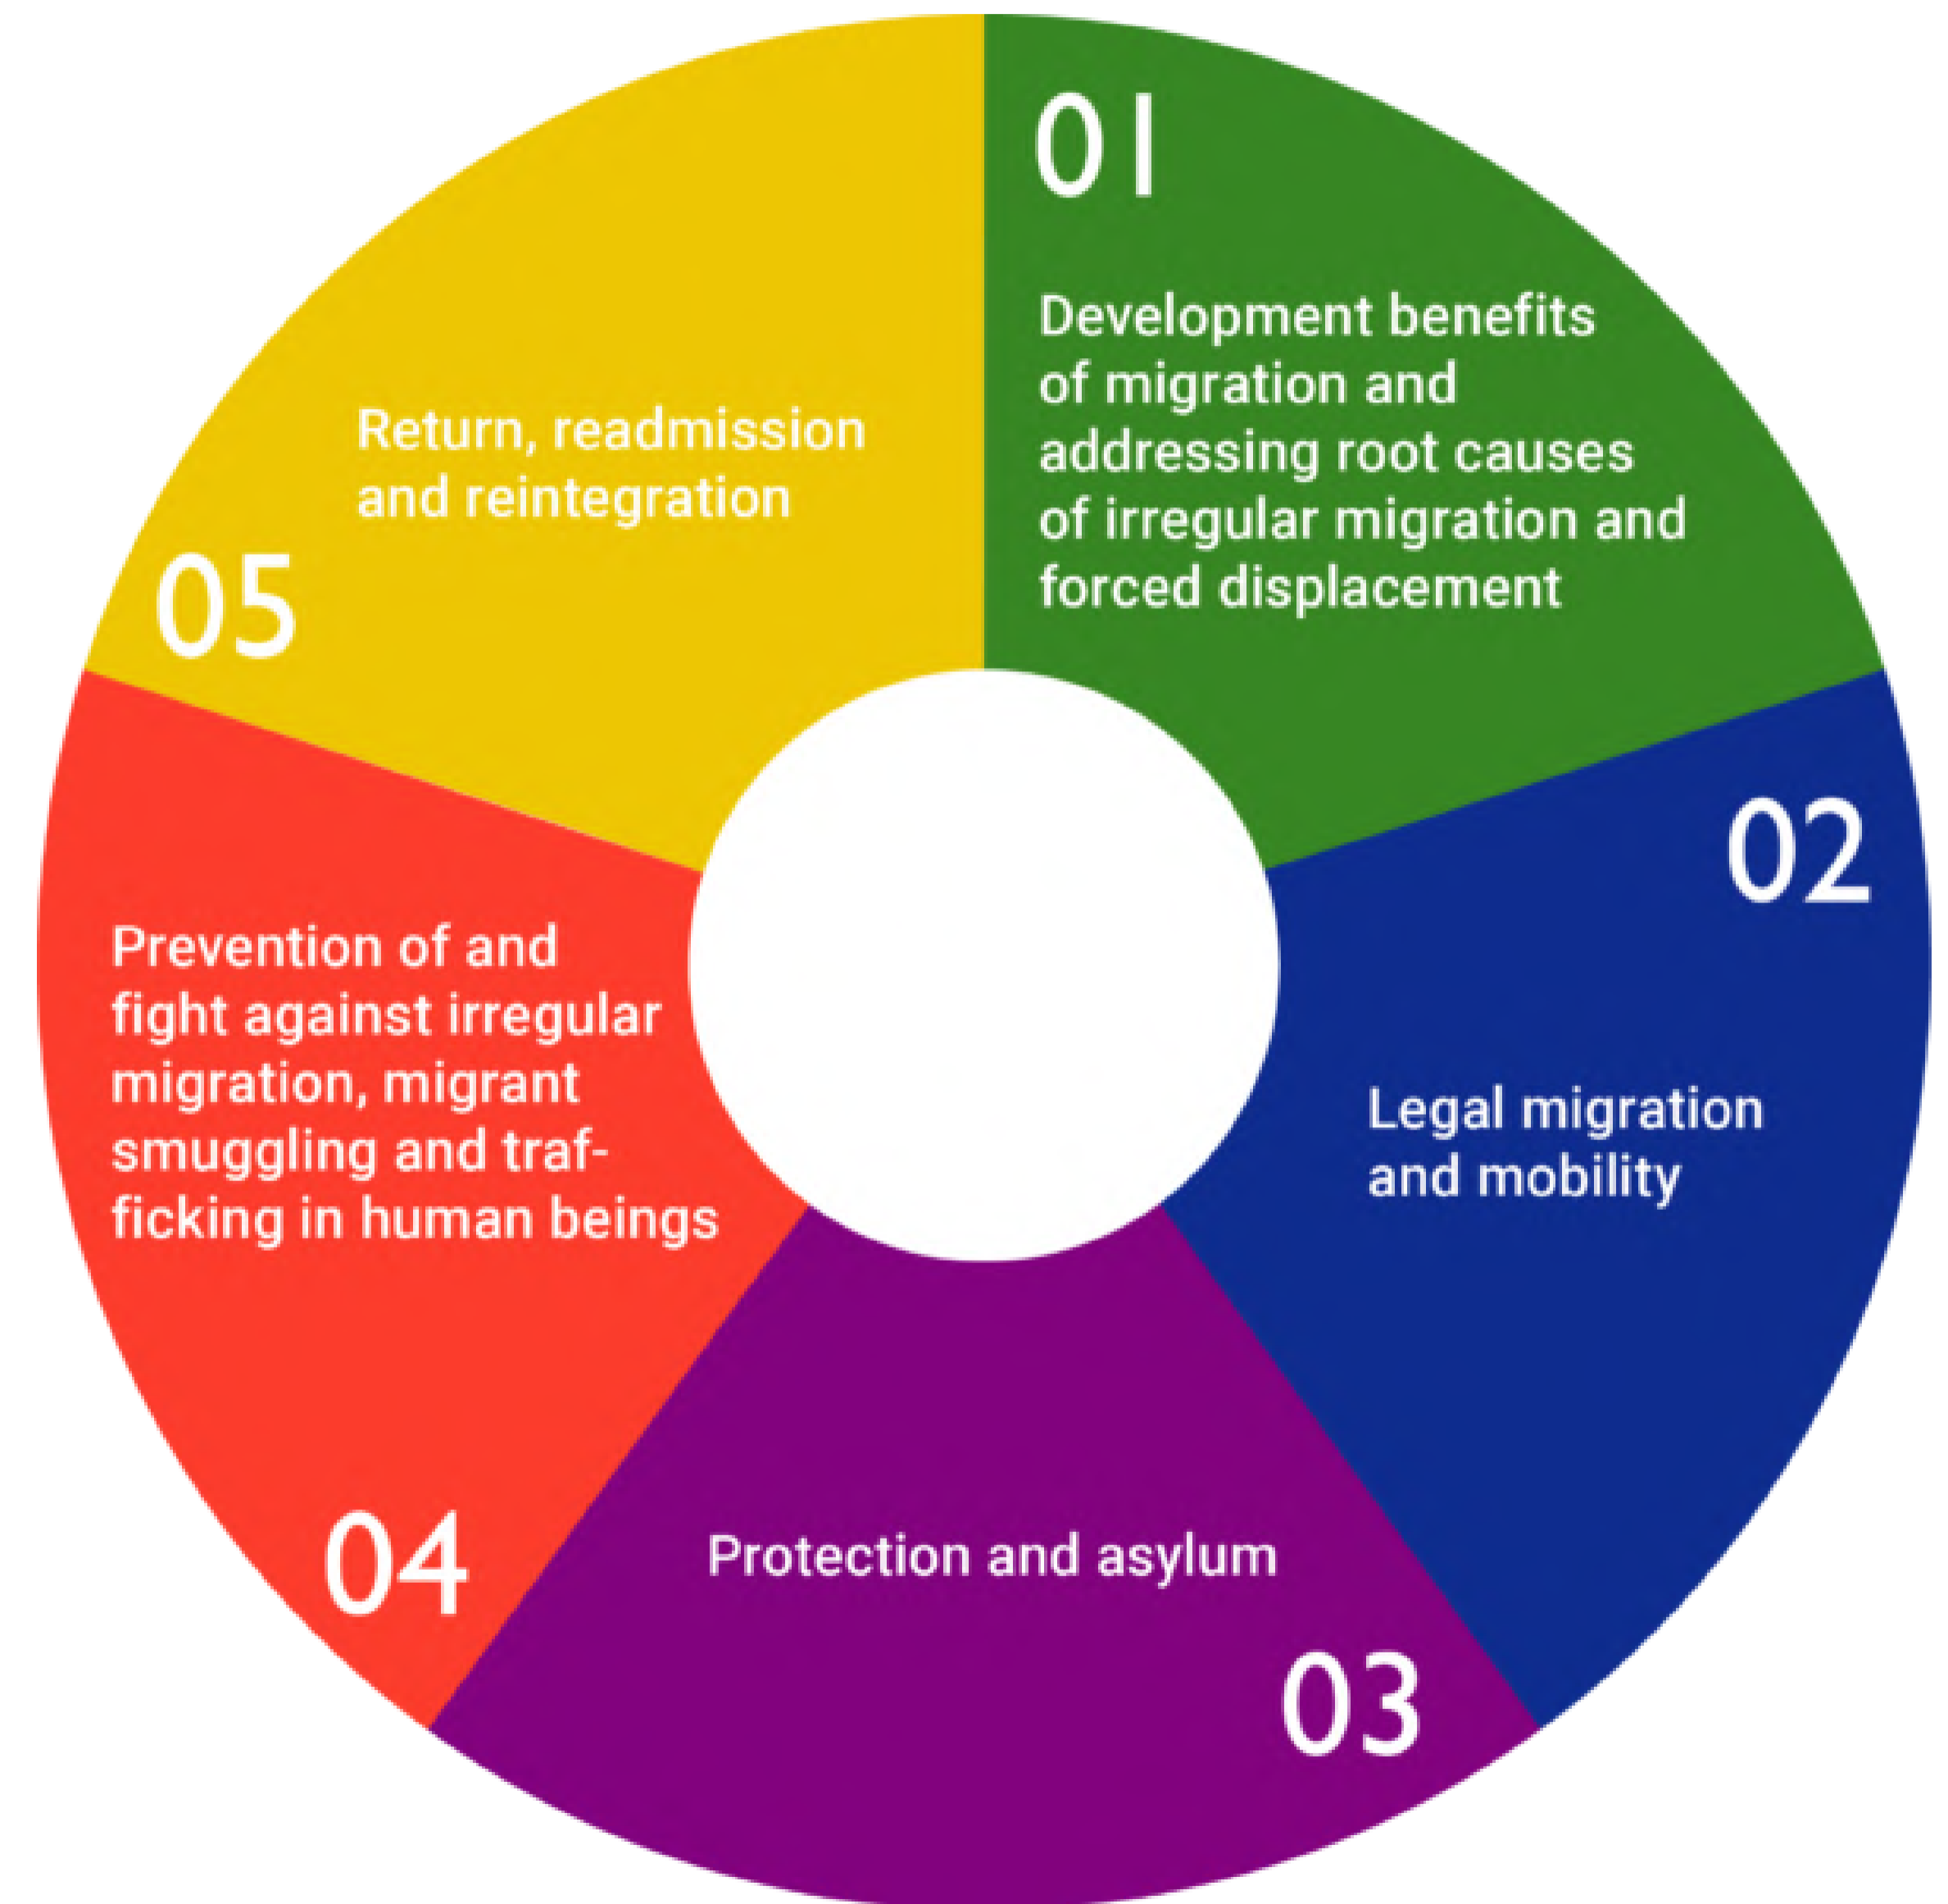 01
Development benefits
of migration and
addressing root causes
of irregular migration and
forced displacement
02
Legal migration
and mobility
03
Protection and asylum
04
Prevention of and
fight against irregular
migration, migrant
smuggling and traf-
ficking in human beings
05
Return, readmission
and reintegration